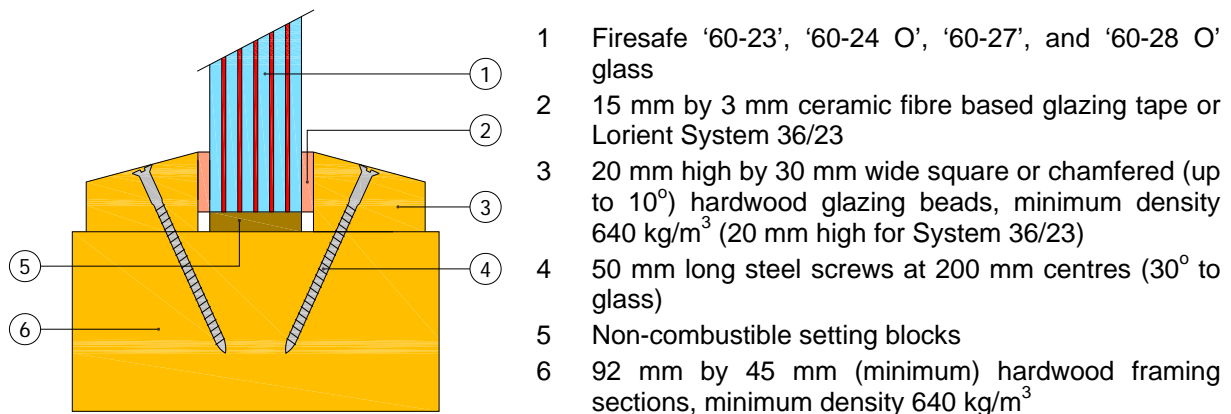 1
2
3
4
5
6
1 Firesafe ‘60-23’, ‘60-24 O’, ‘60-27’, and ‘60-28 O’
glass
2 15 mm by 3 mm ceramic fibre based glazing tape or
Lorient System 36/23
3 20 mm high by 30 mm wide square or chamfered (up
to 10°) hardwood glazing beads, minimum density
640 kg/m³ (20 mm high for System 36/23)
4 50 mm long steel screws at 200 mm centres (30° to
glass)
5 Non-combustible setting blocks
6 92 mm by 45 mm (minimum) hardwood framing
sections, minimum density 640 kg/m³